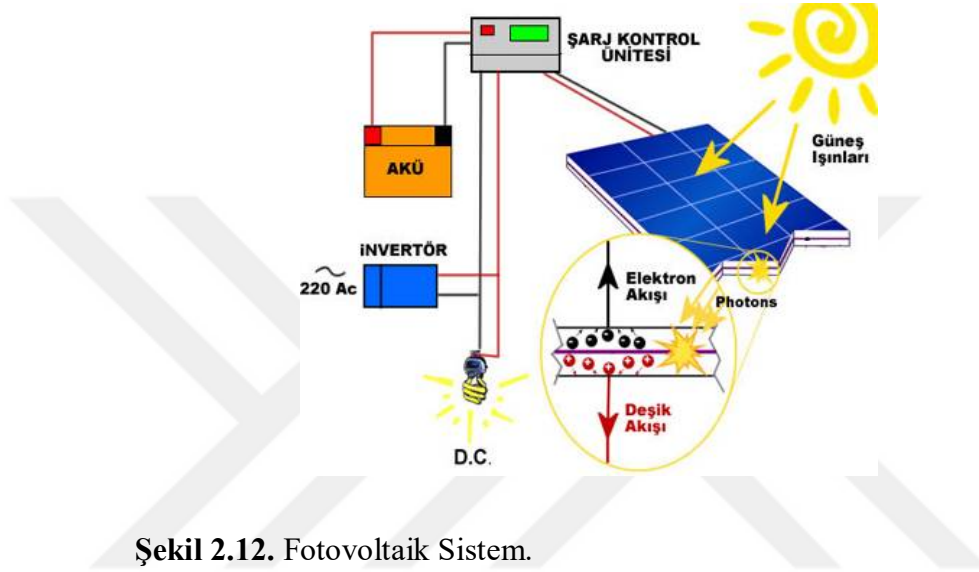 ŞARJ KONTROL
ÜNİTESİ
Güneş
Işınları
AKÜ
İNVERTÖR
220 Ac
Elektron
Akışı
Photons
Deşik
Akışı
D.C.
Şekil 2.12. Fotovoltaik Sistem.